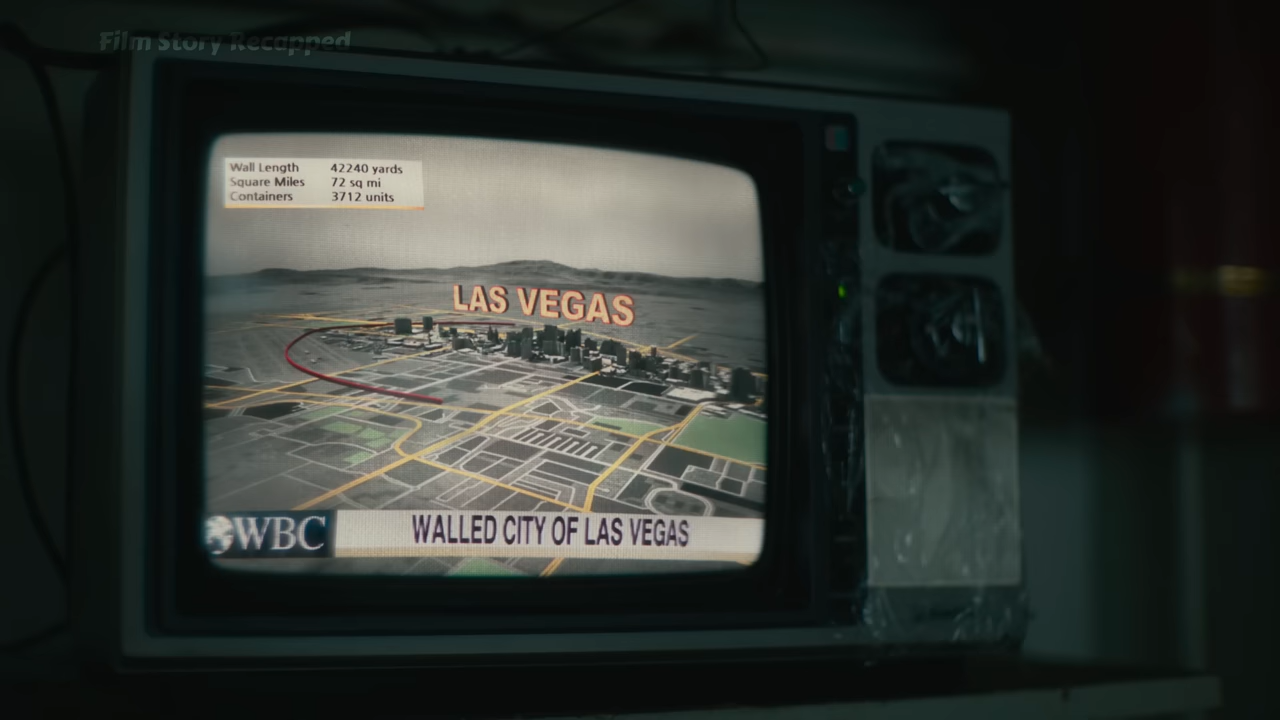 Film Story Recapped
Wall Length 42240 yards
Square Miles 72 sq mi
Containers 3712 units
LAS VEGAS
WBC
WALLED CITY OF LAS VEGAS